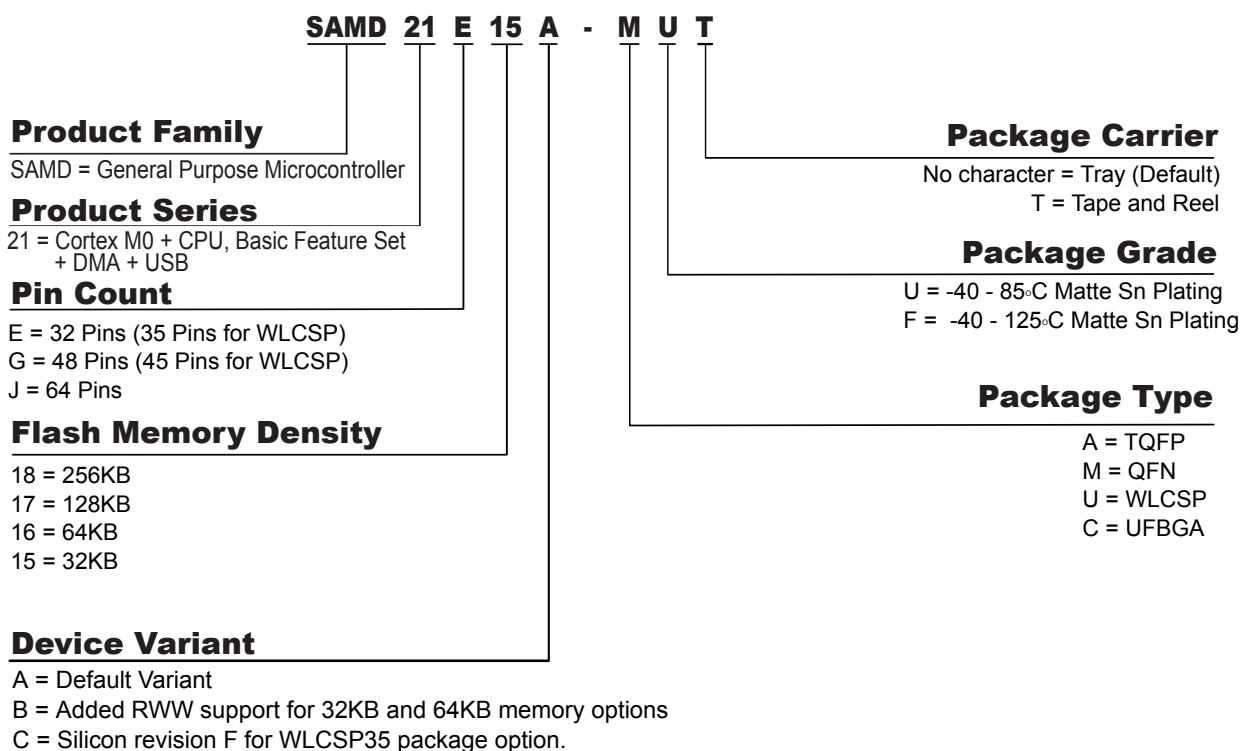 SAMD 21 E 15 A - M U T
Product Family
SAMD = General Purpose Microcontroller
Product Series
21 = Cortex M0 + CPU, Basic Feature Set
+ DMA + USB
Pin Count
E = 32 Pins (35 Pins for WLCSP)
G = 48 Pins (45 Pins for WLCSP)
J = 64 Pins
Flash Memory Density
18 = 256KB
17 = 128KB
16 = 64KB
15 = 32KB
Device Variant
A = Default Variant
B = Added RWW support for 32KB and 64KB memory options
C = Silicon revision F for WLCSP35 package option.
Package Carrier
No character = Tray (Default)
T = Tape and Reel
Package Grade
U = -40 - 85°C Matte Sn Plating
F = -40 - 125°C Matte Sn Plating
Package Type
A = TQFP
M = QFN
U = WLCSP
C = UFBGA